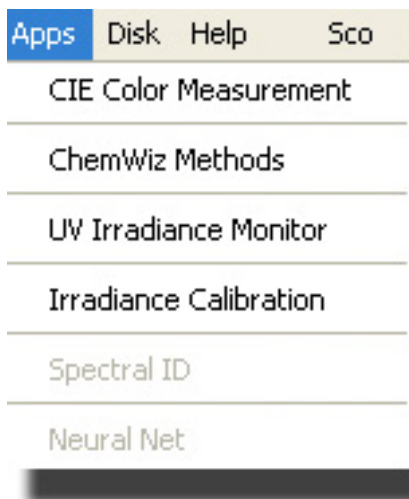 Apps Disk Help Sco
CIE Color Measurement
ChemWiz Methods
UV Irradiance Monitor
Irradiance Calibration
Spectral ID
Neural Net